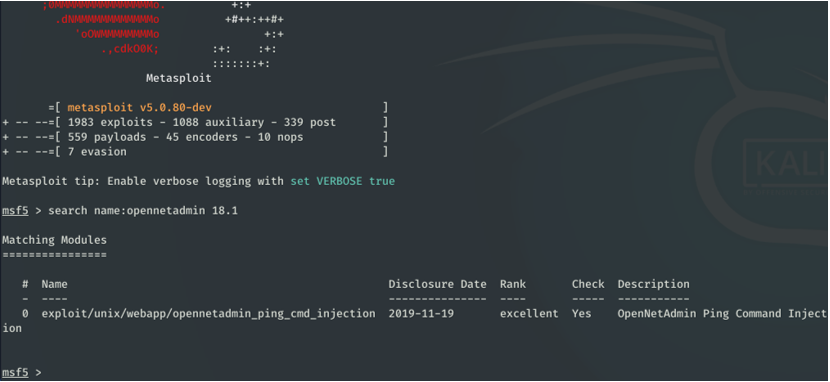 ;bMMMMMMMMMMMMMMo. +:+
.dNMMMMMMMMMMMMo +#++:++#+
'oOWMMMMMMMMo +:+
.,cdkO0K; :+: :+:
:::::::+:
Metasploit
=[ metasploit v5.0.80-dev ]
+ -- --=[ 1983 exploits - 1088 auxiliary - 339 post ]
+ -- --=[ 559 payloads - 45 encoders - 10 nops ]
+ -- --=[ 7 evasion ]
Metasploit tip: Enable verbose logging with set VERBOSE true
msf5 > search name:opennetadmin 18.1
Matching Modules
================
# Name Disclosure Date Rank Check Description
- ---- --------------- ---- ----- -----------
0 exploit/unix/webapp/opennetadmin_ping_cmd_injection 2019-11-19 excellent Yes OpenNetAdmin Ping Command Inject
ion
msf5 >
KALI